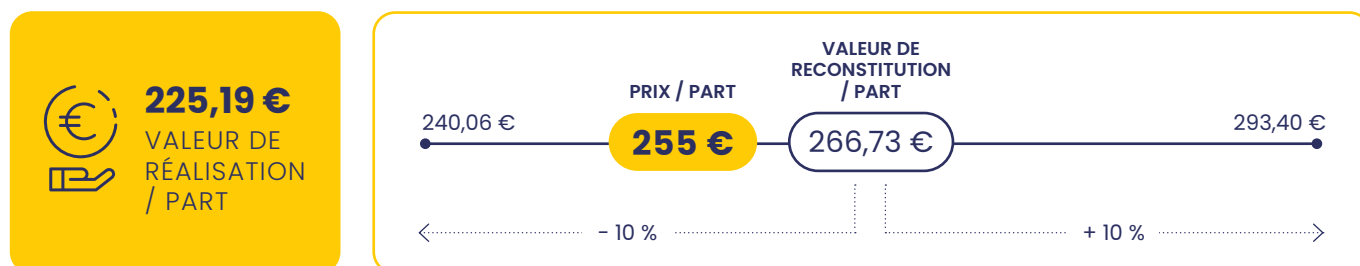 225,19 €
VALEUR DE
RÉALISATION
/ PART
VALEUR DE
RECONSTITUTION
/ PART
PRIX / PART
240,06 €
255 €
266,73 €
293,40 €
- 10 %
+ 10 %